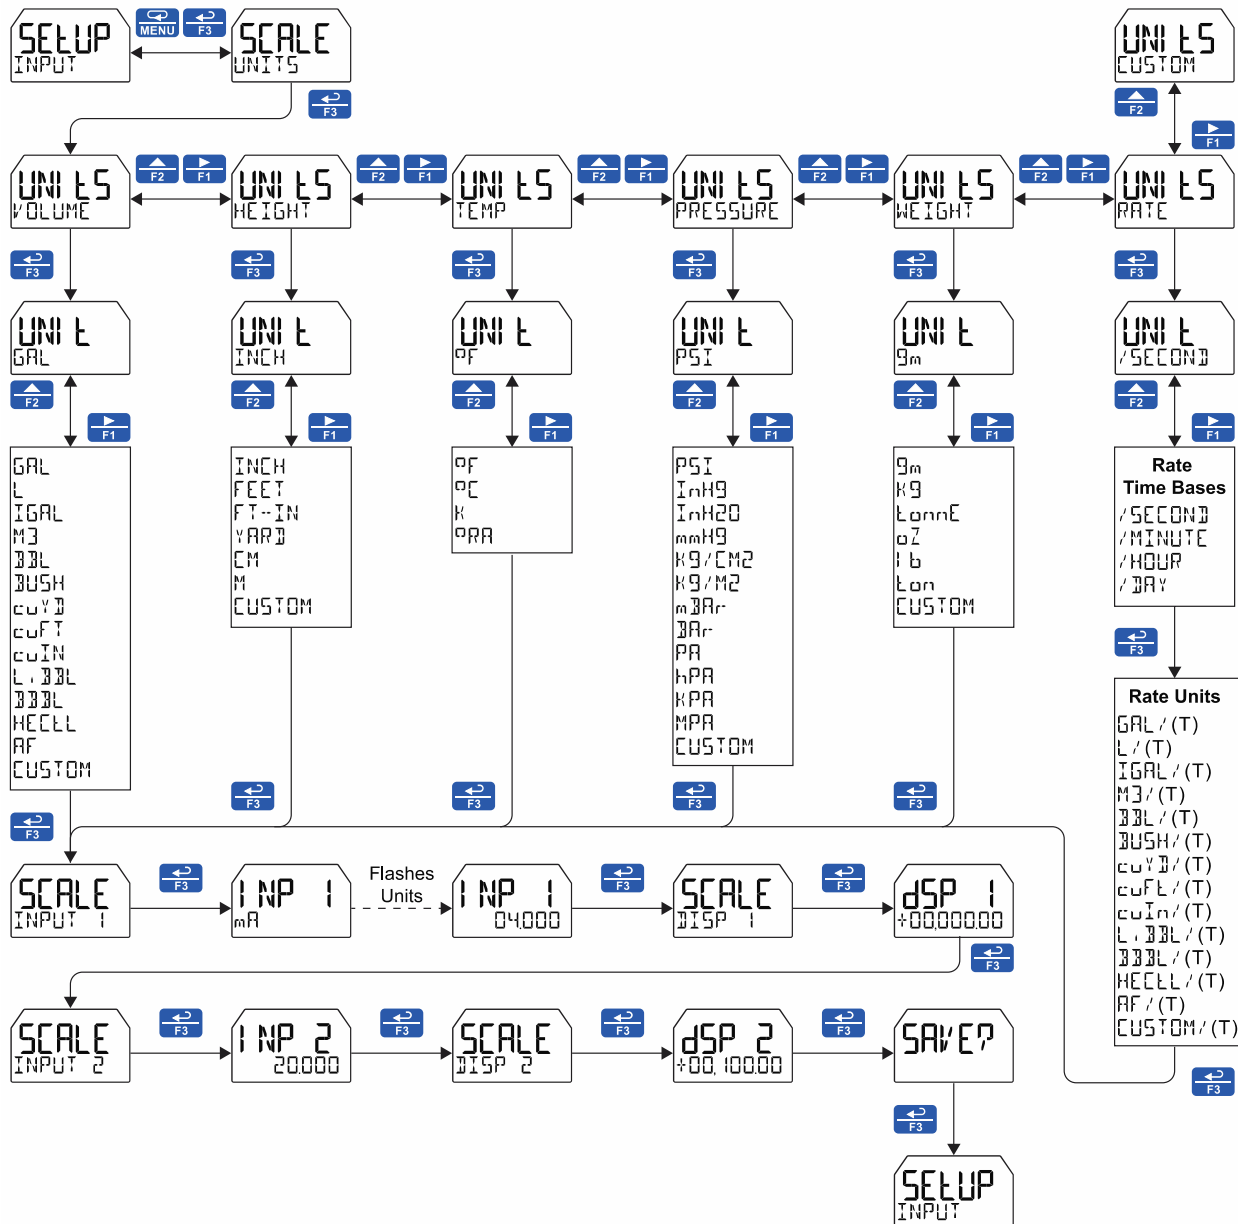 SEtUP
INPUT
MENU
F3
SCALE
UNITS
F3
UNItS
CUSTOM
F2
F1
UNItS
VOLUME
F2
F1
UNItS
HEIGHT
F2
F1
UNItS
TEMP
F2
F1
UNItS
PRESSURE
F2
F1
UNItS
WEIGHT
F2
F1
UNItS
RATE
F3
F3
F3
F3
F3
F3
UNIt
GAL
UNIt
INCH
UNIt
°F
UNIt
PSI
UNIt
gm
UNIt
/SECOND
F2
F1
F2
F1
F2
F1
F2
F1
F2
F1
F2
F1
GAL
L
IGAL
M3
BBL
BUSH
cuYD
cuFT
cuIN
LiBBL
BBBL
HECtL
AF
CUSTOM
INCH
FEET
FT-IN
YARD
CM
M
CUSTOM
°F
°C
K
°RA
PSI
InHg
InH2O
mmHg
Kg/CM2
Kg/M2
mBAr
BAr
PA
hPA
KPA
MPA
CUSTOM
gm
Kg
tonnE
oZ
lb
ton
CUSTOM
Rate
Time Bases
/SECOND
/MINUTE
/HOUR
/DAY
F3
Rate Units
GAL/(T)
L/(T)
IGAL/(T)
M3/(T)
BBL/(T)
BUSH/(T)
cuYD/(T)
cuFt/(T)
cuIn/(T)
LiBBL/(T)
BBBL/(T)
HECtL/(T)
AF/(T)
CUSTOM/(T)
F3
F3
F3
F3
F3
F3
SCALE
INPUT 1
F3
INP 1
mA
Flashes
Units
INP 1
04.000
F3
SCALE
DISP 1
F3
dSP 1
+00,000.00
F3
SCALE
INPUT 2
F3
INP 2
20.000
F3
SCALE
DISP 2
F3
dSP 2
+00,100.00
F3
SAVE?
F3
SEtUP
INPUT